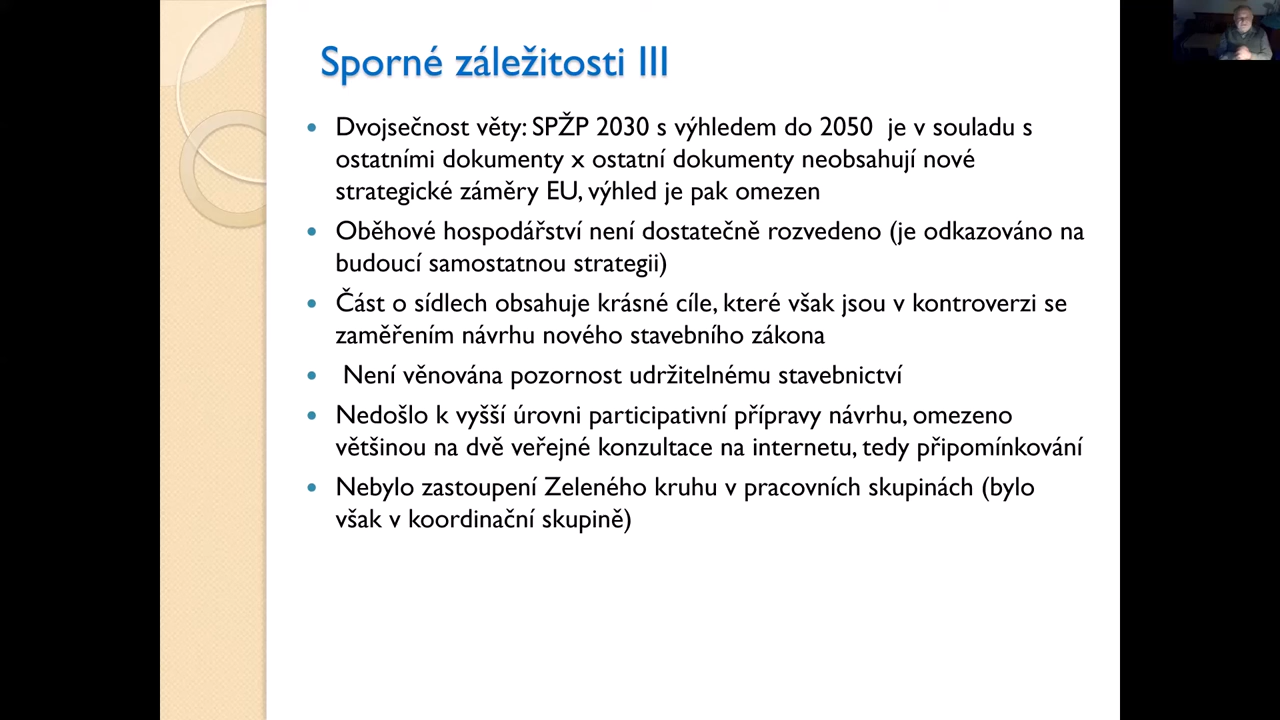 Sporné záležitosti III
• Dvojsečnost věty: SPŽP 2030 s výhledem do 2050 je v souladu s
ostatními dokumenty x ostatní dokumenty neobsahují nové
strategické záměry EU, výhled je pak omezen
• Oběhové hospodářství není dostatečně rozvedeno (je odkazováno na
budoucí samostatnou strategii)
• Část o sídlech obsahuje krásné cíle, které však jsou v kontroverzi se
zaměřením návrhu nového stavebního zákona
• Není věnována pozornost udržitelnému stavebnictví
• Nedošlo k vyšší úrovni participativní přípravy návrhu, omezeno
většinou na dvě veřejné konzultace na internetu, tedy připomínkování
• Nebylo zastoupení Zeleného kruhu v pracovních skupinách (bylo
však v koordinační skupině)